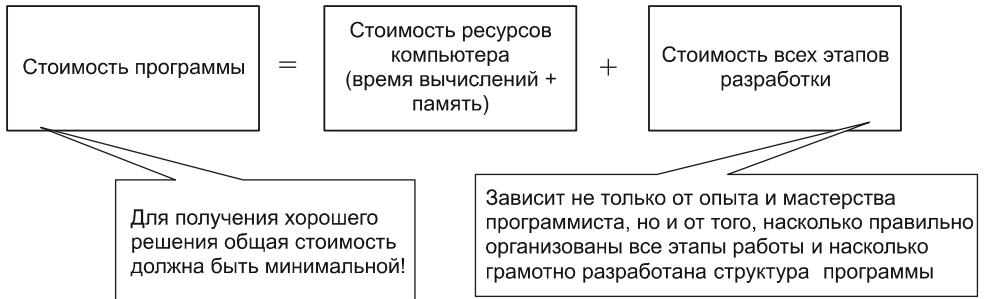 Стоимость программы
=
Стоимость ресурсов
компьютера
(время вычислений +
память)
+
Стоимость всех этапов
разработки
Для получения хорошего
решения общая стоимость
должна быть минимальной!
Зависит не только от опыта и мастерства
программиста, но и от того, насколько правильно
организованы все этапы работы и насколько
грамотно разработана структура программы